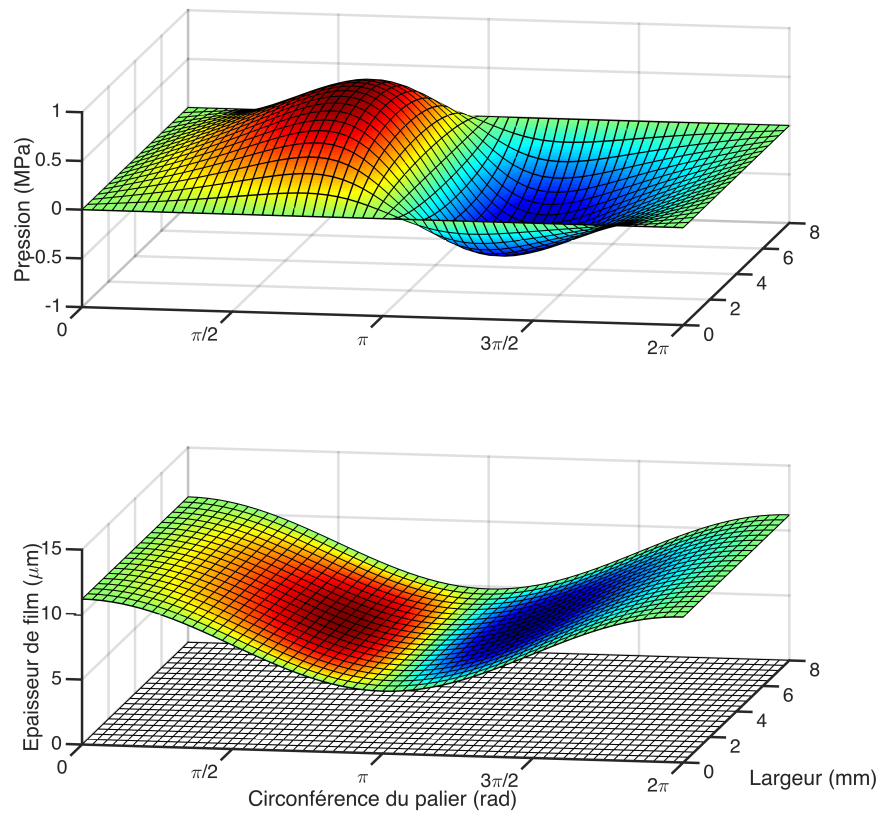 Pression (MPa)
1
0.5
0
-0.5
-1
0
π/2
π
3π/2
2π
0
2
4
6
8
Epaisseur de film (μm)
15
10
5
0
0
π/2
π
3π/2
2π
0
2
4
6
8
Circonférence du palier (rad)
Largeur (mm)